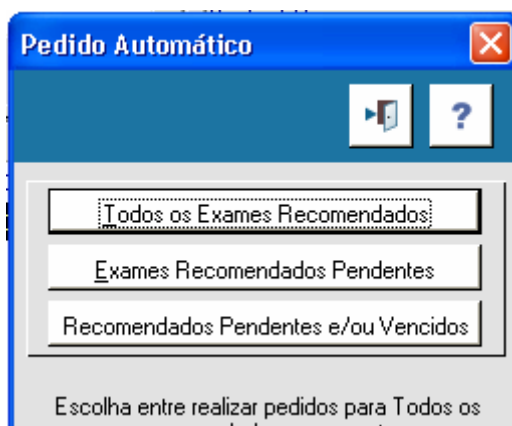 Pedido Automático
?
Todos os Exames Recomendados
Exames Recomendados Pendentes
Recomendados Pendentes e/ou Vencidos
Escolha entre realizar pedidos para Todos os